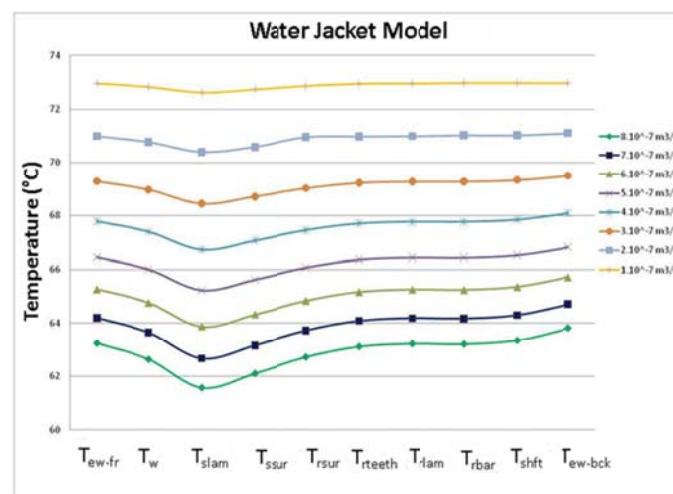 Water Jacket Model
Temperature (°C)
74
72
70
68
66
64
62
60
8.10^-7 m3/
7.10^-7 m3/
6.10^-7 m3/
5.10^-7 m3/
4.10^-7 m3/
3.10^-7 m3/
2.10^-7 m3/
1.10^-7 m3/
Tew-fr Tw Tslam Tssur Trsur Trteeth Trlam Trbar Tshft Tew-bck